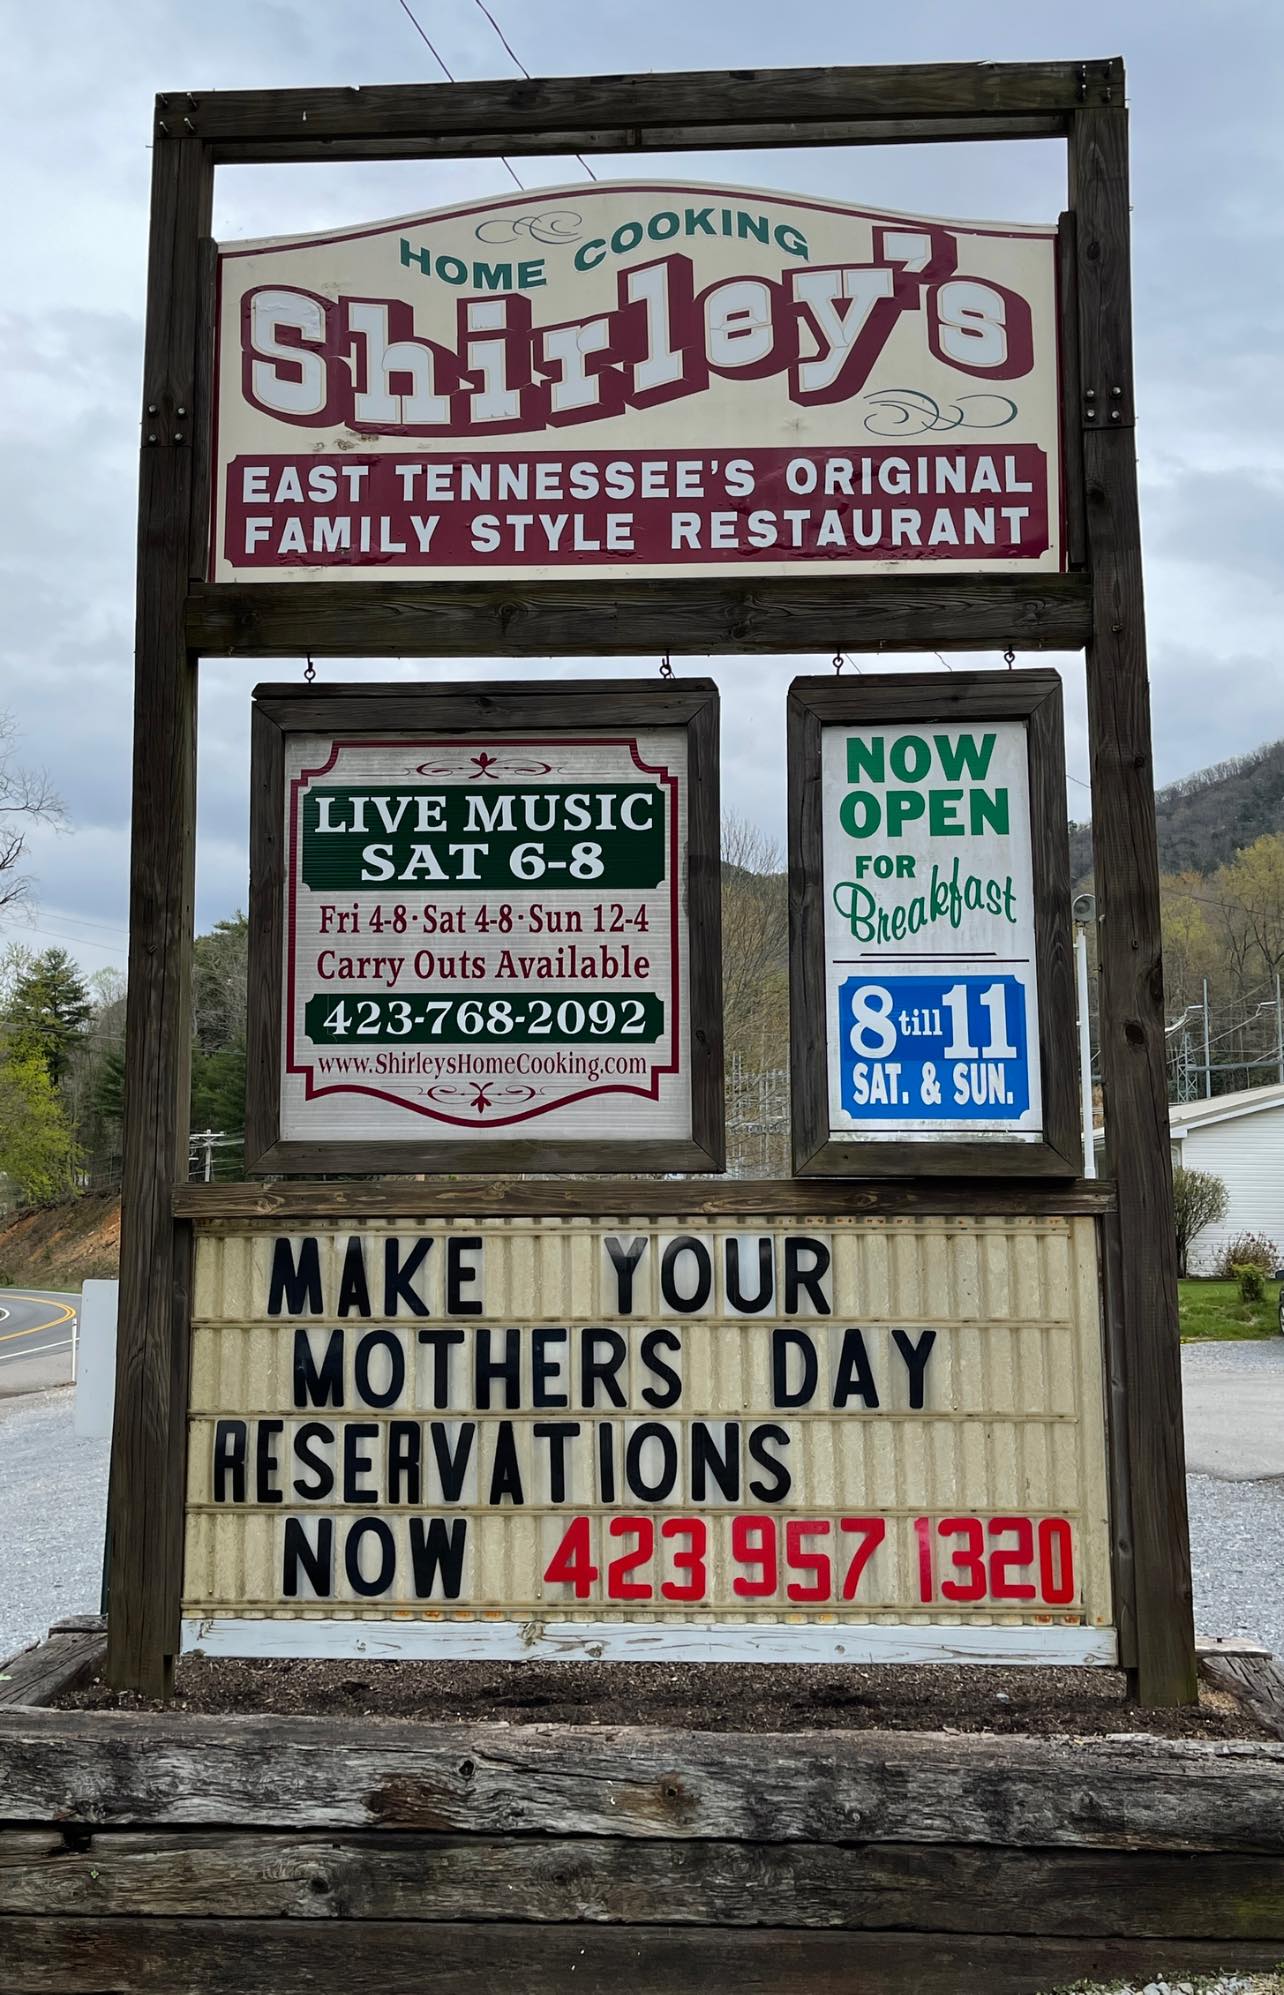 HOME COOKING
Shirley's
EAST TENNESSEE'S ORIGINAL
FAMILY STYLE RESTAURANT
LIVE MUSIC
SAT 6-8
Fri 4-8·Sat 4-8·Sun 12-4
Carry Outs Available
423-768-2092
www.ShirleysHomeCooking.com
NOW
OPEN
FOR
Breakfast
8 till 11
SAT. & SUN.
MAKE YOUR
MOTHERS DAY
RESERVATIONS
NOW 423 957 1320